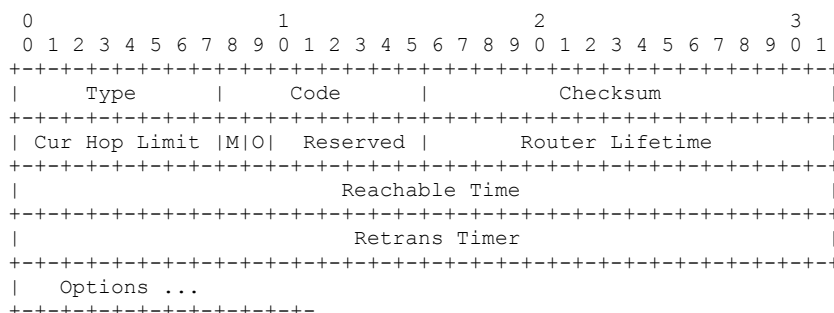 0                   1                   2                   3
 0 1 2 3 4 5 6 7 8 9 0 1 2 3 4 5 6 7 8 9 0 1 2 3 4 5 6 7 8 9 0 1
+-+-+-+-+-+-+-+-+-+-+-+-+-+-+-+-+-+-+-+-+-+-+-+-+-+-+-+-+-+-+-+-+
|     Type      |     Code      |          Checksum             |
+-+-+-+-+-+-+-+-+-+-+-+-+-+-+-+-+-+-+-+-+-+-+-+-+-+-+-+-+-+-+-+-+
| Cur Hop Limit |M|O|  Reserved |       Router Lifetime         |
+-+-+-+-+-+-+-+-+-+-+-+-+-+-+-+-+-+-+-+-+-+-+-+-+-+-+-+-+-+-+-+-+
|                         Reachable Time                        |
+-+-+-+-+-+-+-+-+-+-+-+-+-+-+-+-+-+-+-+-+-+-+-+-+-+-+-+-+-+-+-+-+
|                          Retrans Timer                        |
+-+-+-+-+-+-+-+-+-+-+-+-+-+-+-+-+-+-+-+-+-+-+-+-+-+-+-+-+-+-+-+-+
|   Options ...
+-+-+-+-+-+-+-+-+-+-+-+-